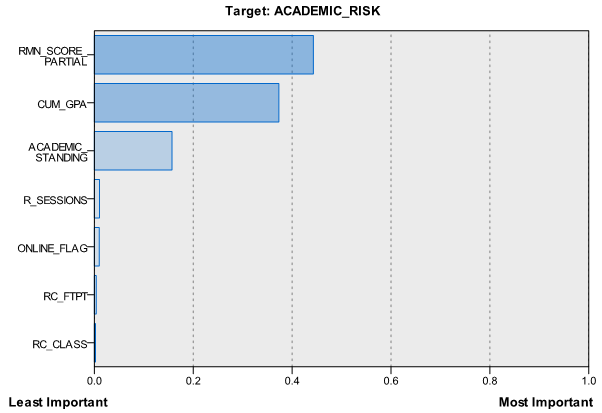 Target: ACADEMIC_RISK
RMN_SCORE_
PARTIAL
CUM_GPA
ACADEMIC_
STANDING
R_SESSIONS
ONLINE_FLAG
RC_FTPT
RC_CLASS
0.0 0.2 0.4 0.6 0.8 1.0
Least Important Most Important